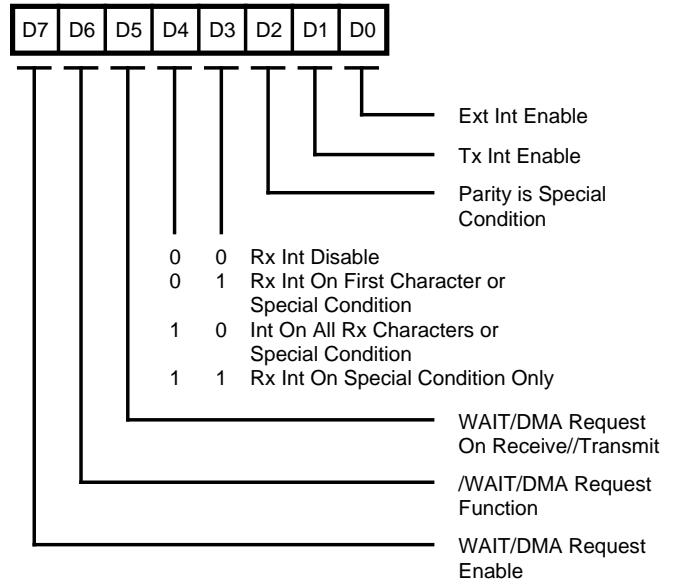 D7 D6 D5 D4 D3 D2 D1 D0
Ext Int Enable
Tx Int Enable
Parity is Special
Condition
0 0 Rx Int Disable
0 1 Rx Int On First Character or
Special Condition
1 0 Int On All Rx Characters or
Special Condition
1 1 Rx Int On Special Condition Only
WAIT/DMA Request
On Receive//Transmit
/WAIT/DMA Request
Function
WAIT/DMA Request
Enable